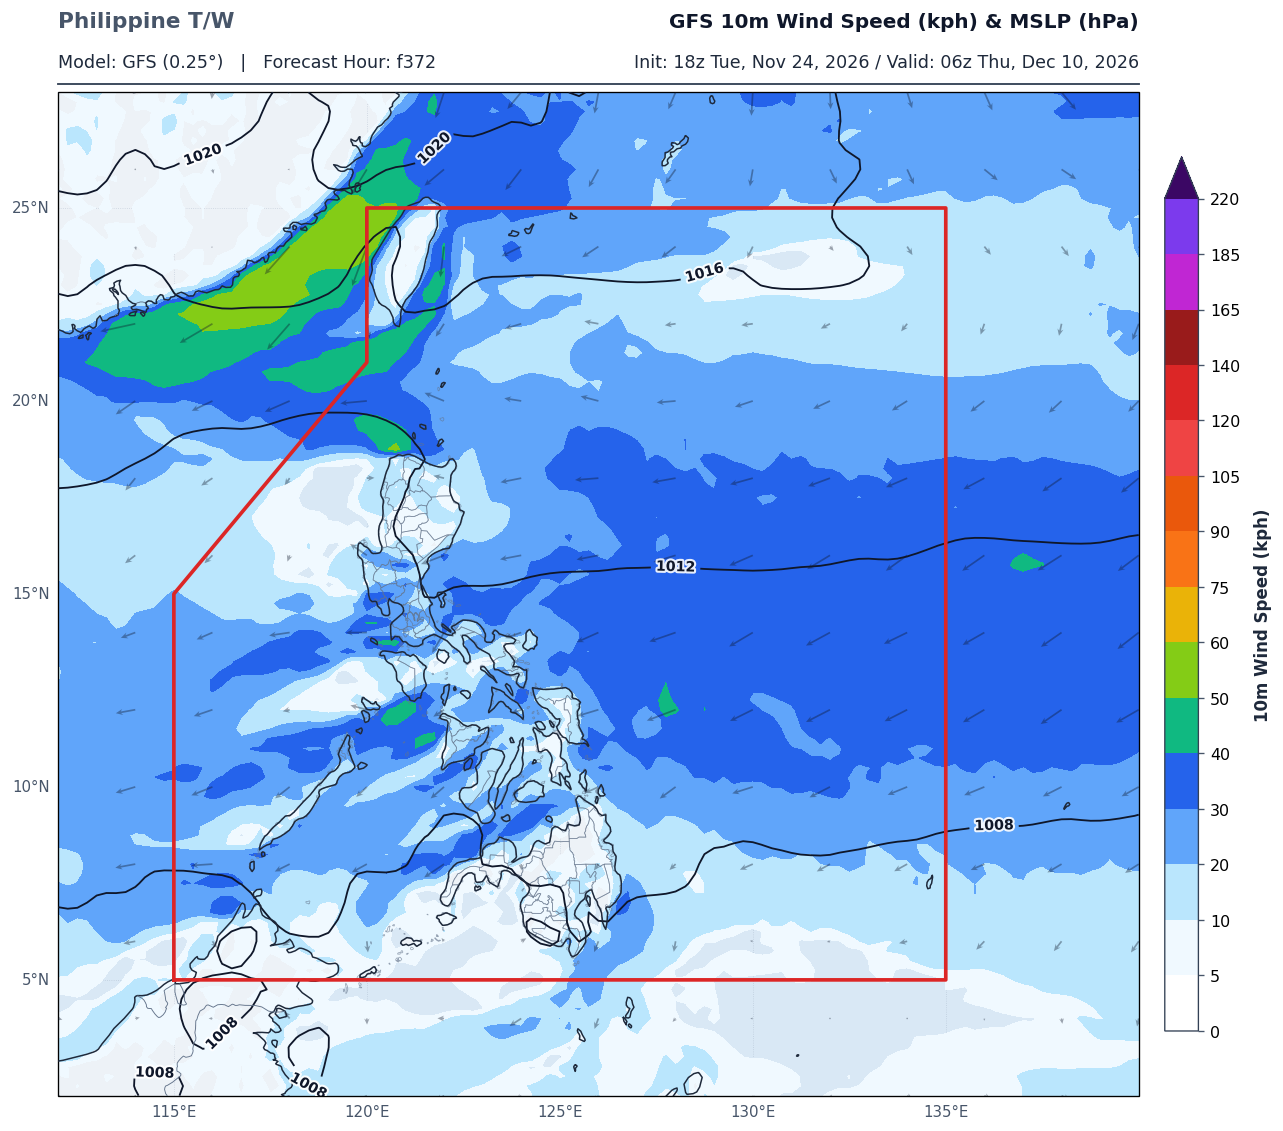 Philippine T/W
GFS 10m Wind Speed (kph) & MSLP (hPa)
Model: GFS (0.25°)   |   Forecast Hour: f372
Init: 18z Tue, Nov 24, 2026 / Valid: 06z Thu, Dec 10, 2026
1020
1020
1016
1012
1008
1008
1008
1008
25°N
20°N
15°N
10°N
5°N
115°E
120°E
125°E
130°E
135°E
220
185
165
140
120
105
90
75
60
50
40
30
20
10
5
0
10m Wind Speed (kph)